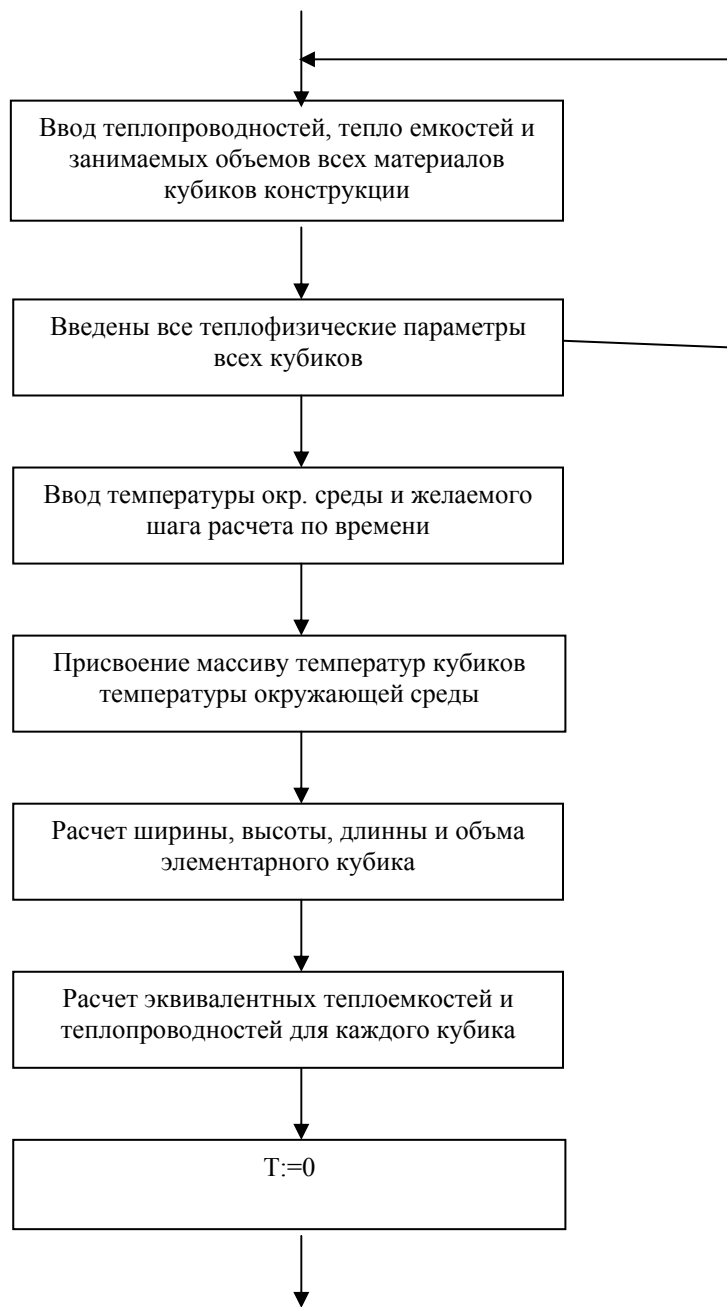 Ввод теплопроводностей, тепло емкостей и
занимаемых объемов всех материалов
кубиков конструкции
Введены все теплофизические параметры
всех кубиков
Ввод температуры окр. среды и желаемого
шага расчета по времени
Присвоение массиву температур кубиков
температуры окружающей среды
Расчет ширины, высоты, длинны и объъма
элементарного кубика
Расчет эквивалентных теплоемкостей и
теплопроводностей для каждого кубика
T:=0